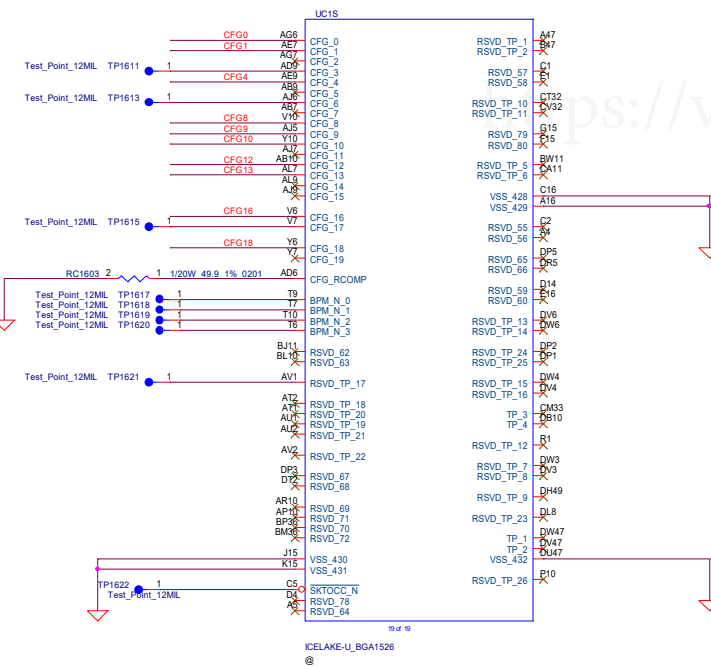 UC1S
CFG0 AG6 CFG_0 RSVD_TP_1 A47
CFG1 AE7 CFG_1 RSVD_TP_2 B47
AG7 CFG_2
Test_Point_12MIL TP1611 1 AD9 CFG_3 RSVD_57 C1
CFG4 AE9 CFG_4 RSVD_58 E1
AB9 CFG_5
Test_Point_12MIL TP1613 1 AJ6 CFG_6 RSVD_TP_10 CT32
AB7 CFG_7 RSVD_TP_11 CV32
CFG8 V10 CFG_8
CFG9 AJ5 CFG_9 RSVD_79 G15
CFG10 Y10 CFG_10 RSVD_80 F15
AJ7 CFG_11
CFG12 AB10 CFG_12 RSVD_TP_5 BW11
CFG13 AL7 CFG_13 RSVD_TP_6 CA11
AL9 CFG_14
AJ9 CFG_15 VSS_428 C16
VSS_429 A16
CFG16 V6 CFG_16
Test_Point_12MIL TP1615 1 V7 CFG_17 RSVD_55 C2
RSVD_56 A4
CFG18 Y6 CFG_18
Y7 CFG_19 RSVD_65 DP5
RSVD_66 DR5
RC1603 2 1 1/20W 49.9 1% 0201 AD6 CFG_RCOMP
RSVD_59 D14
Test_Point_12MIL TP1617 1 T9 BPM_N_0 RSVD_60 E16
Test_Point_12MIL TP1618 1 T7 BPM_N_1
Test_Point_12MIL TP1619 1 T10 BPM_N_2 RSVD_TP_13 DV6
Test_Point_12MIL TP1620 1 T6 BPM_N_3 RSVD_TP_14 DW6
BJ11 RSVD_62 RSVD_TP_24 DP2
BL10 RSVD_63 RSVD_TP_25 DP1
Test_Point_12MIL TP1621 1 AV1 RSVD_TP_17 RSVD_TP_15 DW4
RSVD_TP_16 DV4
AT2 RSVD_TP_18
AT1 RSVD_TP_20 TP_3 CM33
AU1 RSVD_TP_19 TP_4 DB10
AU2 RSVD_TP_21
RSVD_TP_12 R1
AV2 RSVD_TP_22
RSVD_TP_7 DW3
DP3 RSVD_67 RSVD_TP_8 DV3
DT2 RSVD_68
RSVD_TP_9 DH49
AR10 RSVD_69
AP10 RSVD_71 RSVD_TP_23 DL8
BP36 RSVD_70
BM36 RSVD_72 TP_1 DW47
TP_2 DV47
J15 VSS_430 VSS_432 DU47
K15 VSS_431
RSVD_TP_26 P10
TP1622 1 C5 SKTOCC_N
Test_Point_12MIL D4 RSVD_78
A5 RSVD_64
19 of 19
ICELAKE-U_BGA1526
@